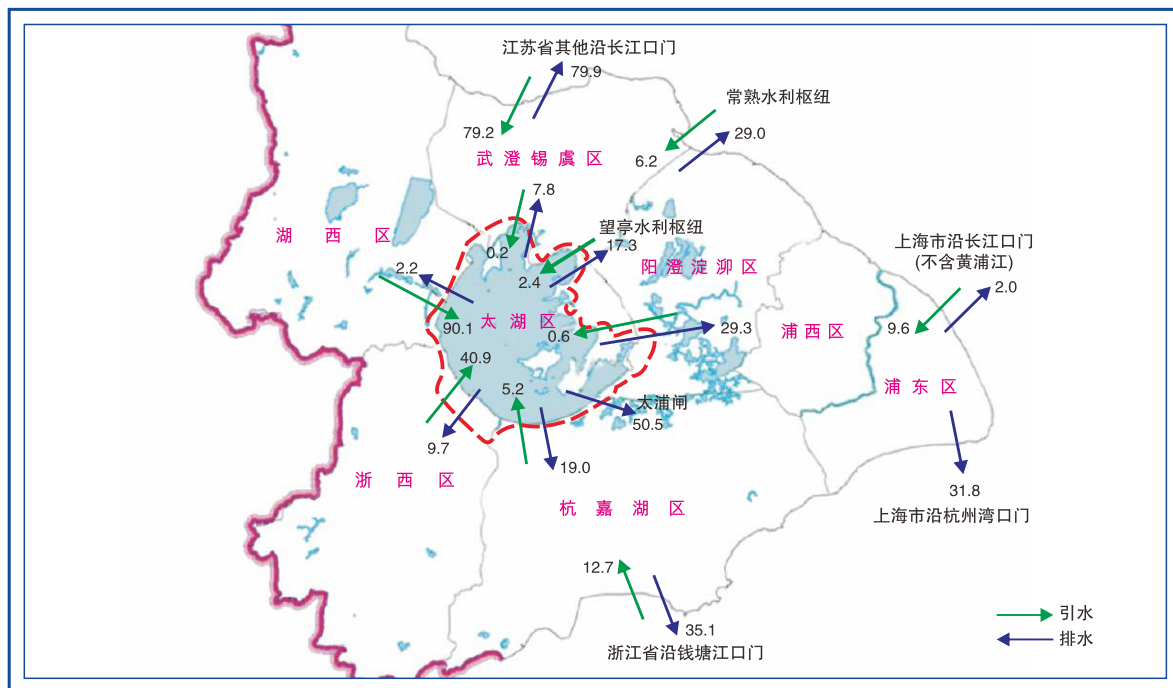 江苏省其他沿长江口门
79.9
79.2
常熟水利枢纽
29.0
6.2
武澄锡虞区
7.8
0.2
望亭水利枢纽
17.3
2.4
湖西区
2.2
90.1
太湖区
阳澄淀泖区
0.6
29.3
上海市沿长江口门
(不含黄浦江)
2.0
9.6
浦西区
浦东区
40.9
5.2
太浦闸
50.5
9.7
19.0
浙西区
杭嘉湖区
31.8
上海市沿杭州湾口门
12.7
35.1
浙江省沿钱塘江口门
引水
排水